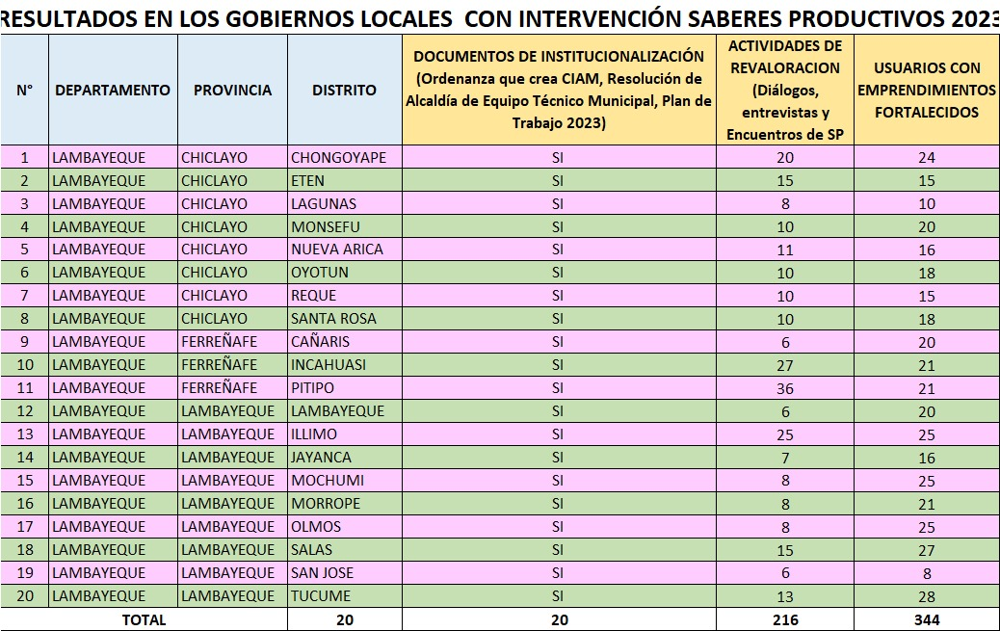 RESULTADOS EN LOS GOBIERNOS LOCALES CON INTERVENCIÓN SABERES PRODUCTIVOS 2023
N° DEPARTAMENTO PROVINCIA DISTRITO
DOCUMENTOS DE INSTITUCIONALIZACIÓN
(Ordenanza que crea CIAM, Resolución de
Alcaldía de Equipo Técnico Municipal, Plan de
Trabajo 2023)
ACTIVIDADES DE
REVALORACION
(Diálogos,
entrevistas y
Encuentros de SP
USUARIOS CON
EMPRENDIMIENTOS
FORTALECIDOS
1 LAMBAYEQUE CHICLAYO CHONGOYAPE SI 20 24
2 LAMBAYEQUE CHICLAYO ETEN SI 15 15
3 LAMBAYEQUE CHICLAYO LAGUNAS SI 8 10
4 LAMBAYEQUE CHICLAYO MONSEFU SI 10 20
5 LAMBAYEQUE CHICLAYO NUEVA ARICA SI 11 16
6 LAMBAYEQUE CHICLAYO OYOTUN SI 10 18
7 LAMBAYEQUE CHICLAYO REQUE SI 10 15
8 LAMBAYEQUE CHICLAYO SANTA ROSA SI 10 18
9 LAMBAYEQUE FERREÑAFE CAÑARIS SI 6 20
10 LAMBAYEQUE FERREÑAFE INCAHUASI SI 27 21
11 LAMBAYEQUE FERREÑAFE PITIPO SI 36 21
12 LAMBAYEQUE LAMBAYEQUE LAMBAYEQUE SI 6 20
13 LAMBAYEQUE LAMBAYEQUE ILLIMO SI 25 25
14 LAMBAYEQUE LAMBAYEQUE JAYANCA SI 7 16
15 LAMBAYEQUE LAMBAYEQUE MOCHUMI SI 8 25
16 LAMBAYEQUE LAMBAYEQUE MORROPE SI 8 21
17 LAMBAYEQUE LAMBAYEQUE OLMOS SI 8 25
18 LAMBAYEQUE LAMBAYEQUE SALAS SI 15 27
19 LAMBAYEQUE LAMBAYEQUE SAN JOSE SI 6 8
20 LAMBAYEQUE LAMBAYEQUE TUCUME SI 13 28
TOTAL 20 20 216 344